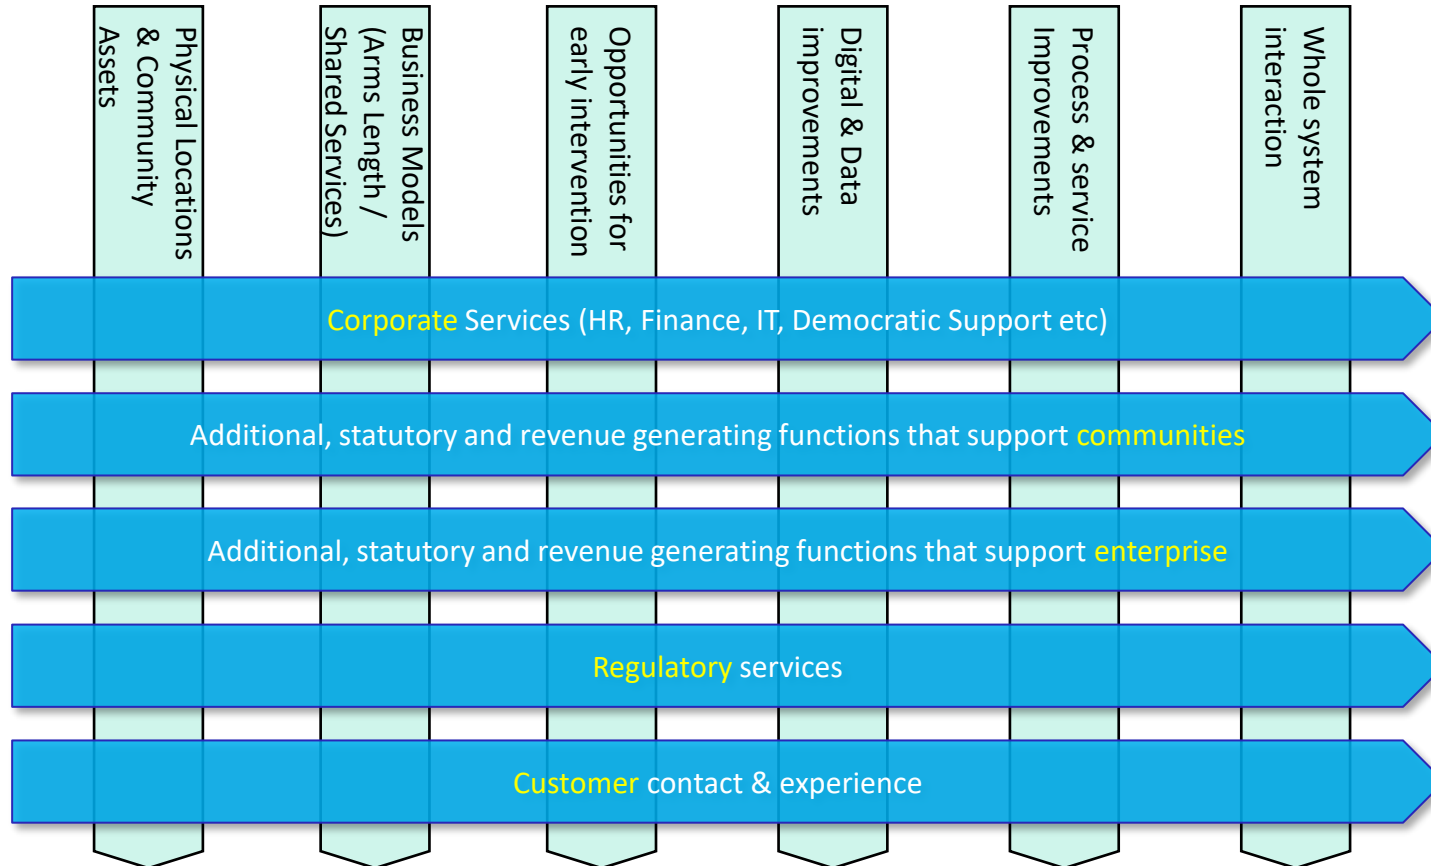 Physical Locations
& Community
Assets
Business Models
(Arms Length /
Shared Services)
Opportunities for
early intervention
Digital & Data
improvements
Process & service
Improvements
Whole system
interaction
Corporate Services (HR, Finance, IT, Democratic Support etc)
Additional, statutory and revenue generating functions that support communities
Additional, statutory and revenue generating functions that support enterprise
Regulatory services
Customer contact & experience